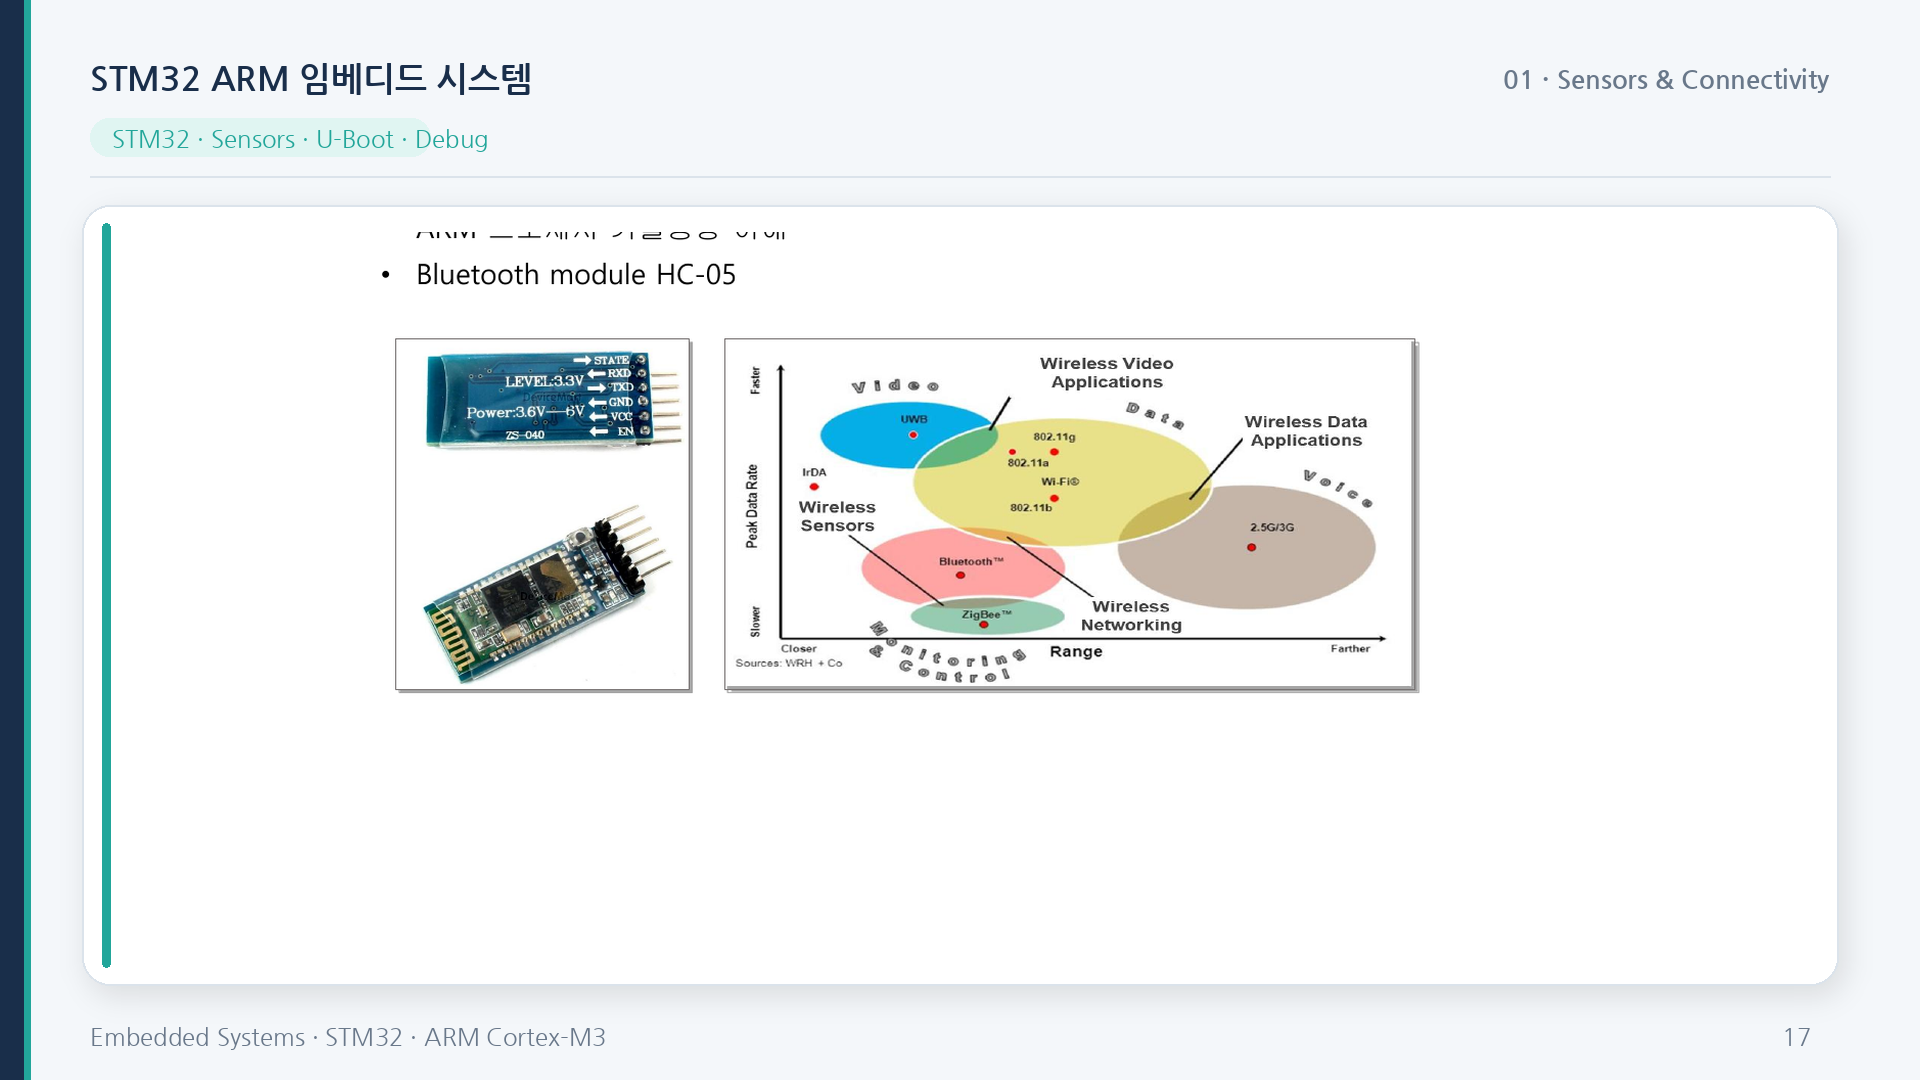 STM32 ARM 임베디드 시스템
01 · Sensors & Connectivity
STM32 · Sensors · U-Boot · Debug
• Bluetooth module HC-05
STATE
RXD
LEVEL:3.3V
TXD
GND
Power:3.6V—6V
VCC
ZS-040
EN
Faster
Peak Data Rate
Slower
Video
Wireless Video
Applications
Data
Wireless Data
Applications
UWB
802.11g
802.11a
IrDA
Wi-Fi®
Voice
Wireless
Sensors
802.11b
2.5G/3G
Bluetooth™
ZigBee™
Wireless
Networking
Monitoring
& Control
Closer
Range
Farther
Sources: WRH + Co
Embedded Systems · STM32 · ARM Cortex-M3
17